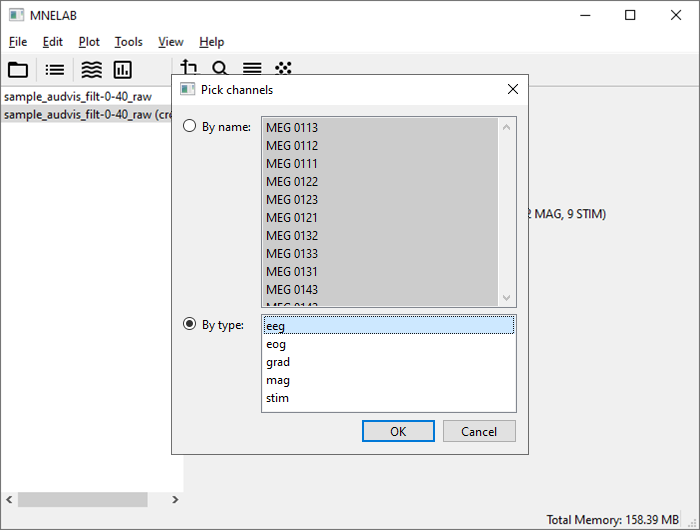 MNELAB
File Edit Plot Tools View Help
sample_audvis_filt-0-40_raw
sample_audvis_filt-0-40_raw (cr
Pick channels
By name:
MEG 0113
MEG 0112
MEG 0111
MEG 0122
MEG 0123
MEG 0121
MEG 0132
MEG 0133
MEG 0131
MEG 0143
MAG, 9 STIM)
By type:
eeg
eog
grad
mag
stim
OK Cancel
Total Memory: 158.39 MB